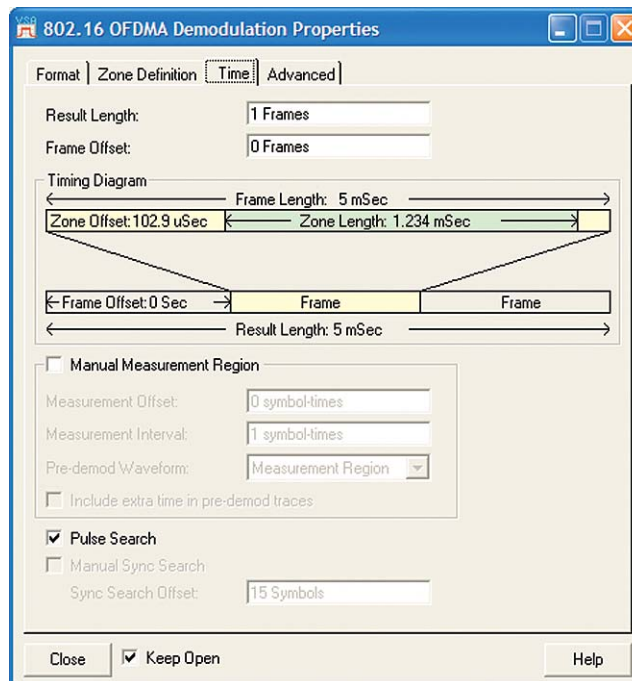 VSA 802.16 OFDMA Demodulation Properties
Format Zone Definition Time Advanced
Result Length: 1 Frames
Frame Offset: 0 Frames
Timing Diagram
Frame Length: 5 mSec
Zone Offset:102.9 uSec Zone Length: 1.234 mSec
Frame Offset:0 Sec Frame Frame
Result Length: 5 mSec
Manual Measurement Region
Measurement Offset: 0 symbol-times
Measurement Interval: 1 symbol-times
Pre-demod Waveform: Measurement Region
Include extra time in pre-demod traces
Pulse Search
Manual Sync Search
Sync Search Offset: 15 Symbols
Close Keep Open Help